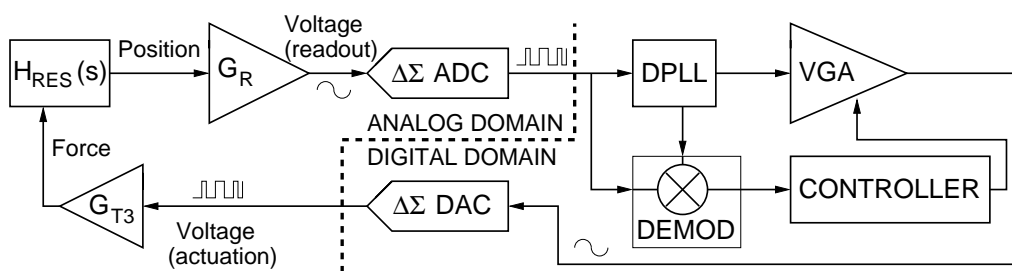 Voltage
(readout)
Position
H_RES(s)
G_R
ΔΣ ADC
DPLL
VGA
ANALOG DOMAIN
DIGITAL DOMAIN
Force
G_T3
ΔΣ DAC
CONTROLLER
DEMOD
Voltage
(actuation)